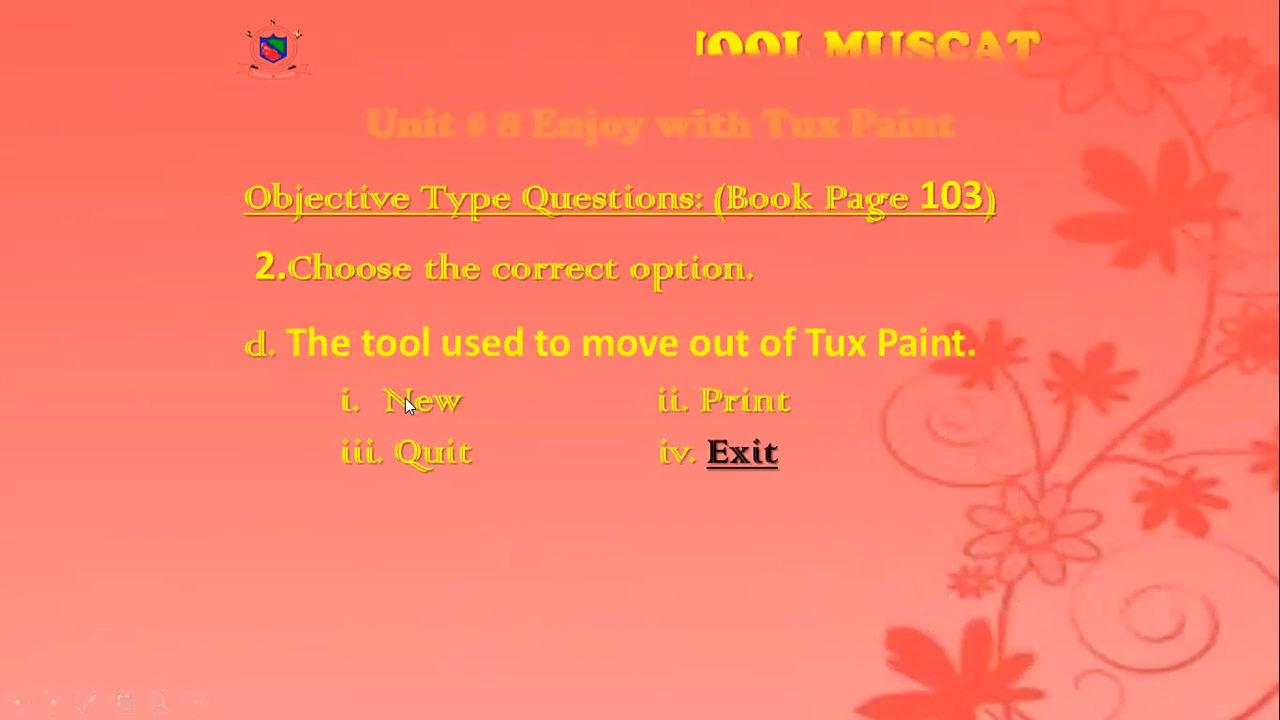 MUSCAT
Unit # 8 Enjoy with Tux Paint
Objective Type Questions: (Book Page 103)
2.Choose the correct option.
d. The tool used to move out of Tux Paint.
i. New
ii. Print
iii. Quit
iv. Exit